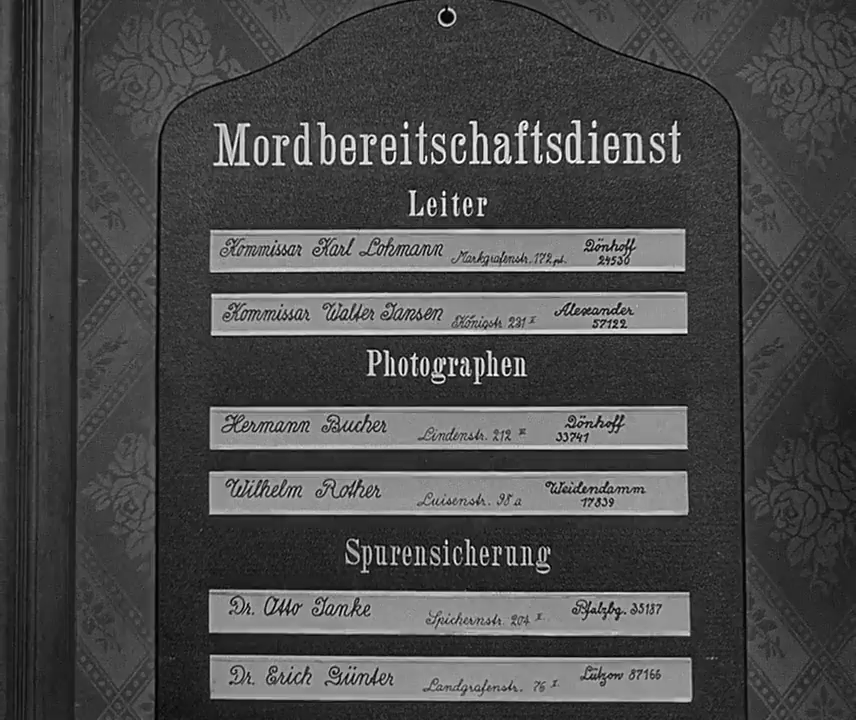 Mordbereitschaftsdienst
Leiter
Kommissar Karl Lohmann Markgrafenstr. 172 pt. Dönhoff 24530
Kommissar Walter Jansen Königstr. 231 II Alexander 57122
Photographen
Hermann Bucher Lindenstr. 212 III Dönhoff 33741
Wilhelm Rother Luisenstr. 98a Weidendamm 17839
Spurensicherung
Dr. Otto Janke Spichernstr. 204 II Pfalzbg. 35187
Dr. Erich Günter Landgrafenstr. 76 I Lützow 87166